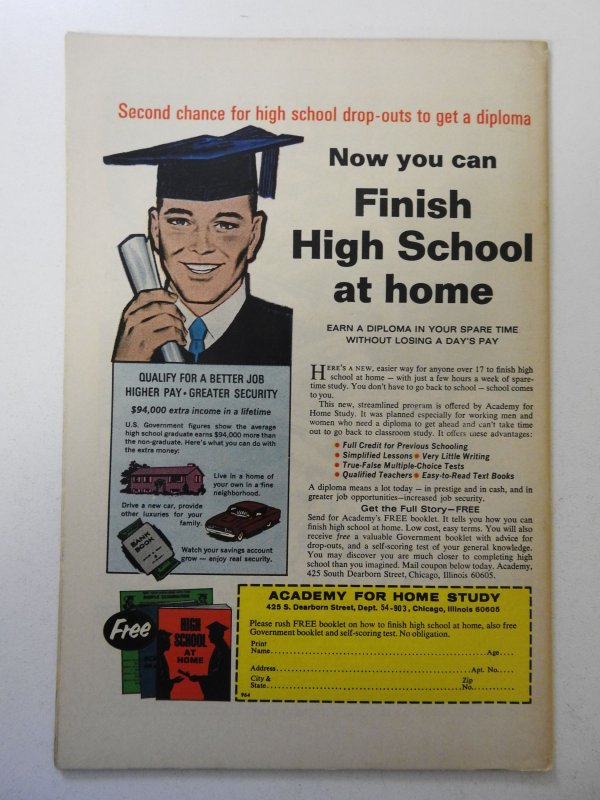 Second chance for high school drop-outs to get a diploma
Now you can
Finish
High School
at home
EARN A DIPLOMA IN YOUR SPARE TIME
WITHOUT LOSING A DAY'S PAY
HERE'S A NEW, easier way for anyone over 17 to finish high
school at home — with just a few hours a week of spare-
time study. You don't have to go back to school — school comes
to you.
This new, streamlined program is offered by Academy for
Home Study. It was planned especially for working men and
women who need a diploma to get ahead and can't take time
out to go back to classroom study. It offers these advantages:
• Full Credit for Previous Schooling
• Simplified Lessons • Very Little Writing
• True-False Multiple-Choice Tests
• Qualified Teachers • Easy-to-Read Text Books
A diploma means a lot today — in prestige and in cash, and in
greater job opportunities—increased job security.
Get the Full Story—FREE
Send for Academy's FREE booklet. It tells you how you can
finish high school at home. Low cost, easy terms. You will also
receive free a valuable Government booklet with advice for
drop-outs, and a self-scoring test of your general knowledge.
You may discover you are much closer to completing high
school than you imagined. Mail coupon below today. Academy,
425 South Dearborn Street, Chicago, Illinois 60605.
QUALIFY FOR A BETTER JOB
HIGHER PAY • GREATER SECURITY
$94,000 extra income in a lifetime
U.S. Government figures show the average
high school graduate earns $94,000 more than
the non-graduate. Here's what you can do with
the extra money:
Live in a home of
your own in a fine
neighborhood.
Drive a new car, provide
other luxuries for your
family.
BANK
BOOK
Watch your savings account
grow — enjoy real security.
Free
HIGH
SCHOOL
AT
HOME
ACADEMY FOR HOME STUDY
425 S. Dearborn Street, Dept. 54-903, Chicago, Illinois 60605
Please rush FREE booklet on how to finish high school at home, also free
Government booklet and self-scoring test. No obligation.
Print
Name Age
Address Apt. No.
City & Zip
State No.
964